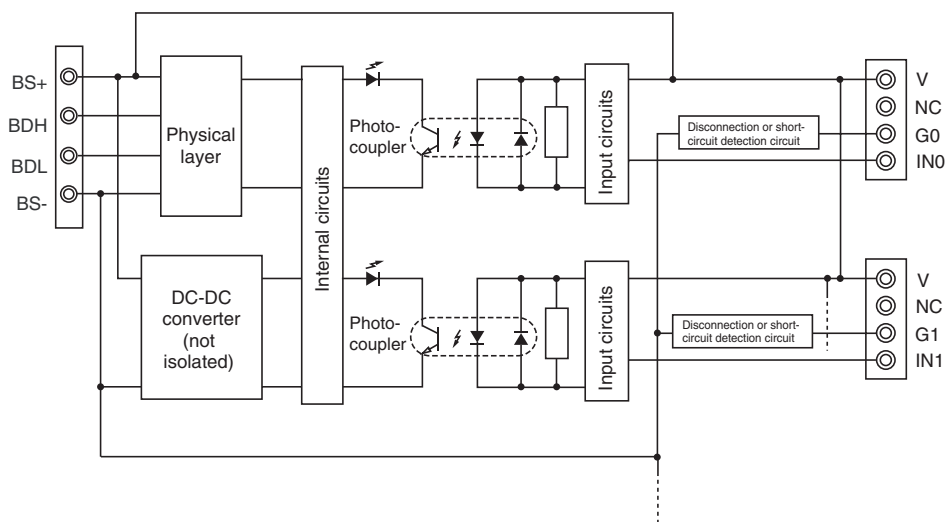 BS+
BDH
BDL
BS-
Physical
layer
DC-DC
converter
(not
isolated)
Internal circuits
Photo-
coupler
Input circuits
Disconnection or short-
circuit detection circuit
V
NC
G0
IN0
Photo-
coupler
Input circuits
Disconnection or short-
circuit detection circuit
V
NC
G1
IN1